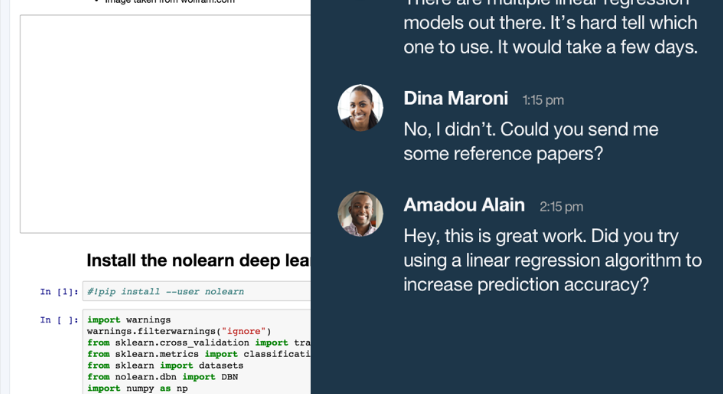 Image taken from wolfram.com
Install the nolearn deep lea
In [1]: #!pip install --user nolearn
In [ ]: import warnings
warnings.filterwarnings("ignore")
from sklearn.cross_validation import tra
from sklearn.metrics import classificati
from sklearn import datasets
from nolearn.dbn import DBN
import numpy as np
There are multiple linear regression
models out there. It’s hard tell which
one to use. It would take a few days.
Dina Maroni 1:15 pm
No, I didn’t. Could you send me
some reference papers?
Amadou Alain 2:15 pm
Hey, this is great work. Did you try
using a linear regression algorithm to
increase prediction accuracy?